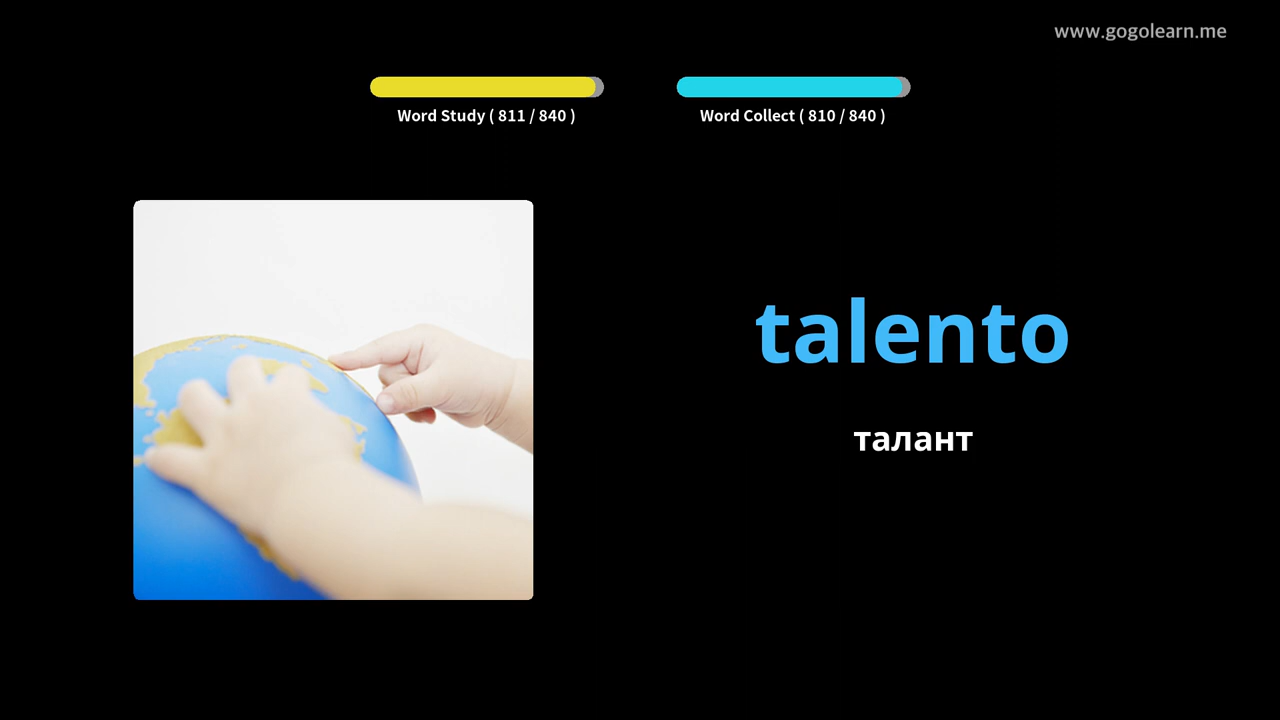 www.gogolearn.me
Word Study ( 811 / 840 )
Word Collect ( 810 / 840 )
talento
талант